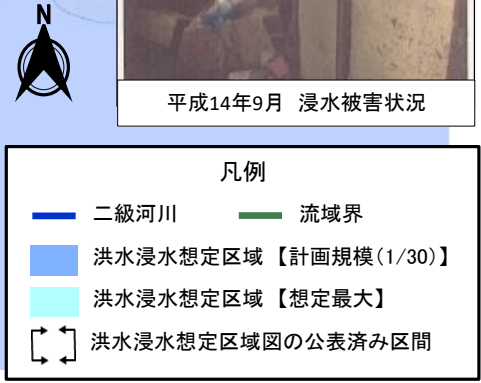 N
平成14年9月 浸水被害状況
凡例
二級河川 流域界
洪水浸水想定区域【計画規模(1/30)】
洪水浸水想定区域【想定最大】
洪水浸水想定区域図の公表済み区間